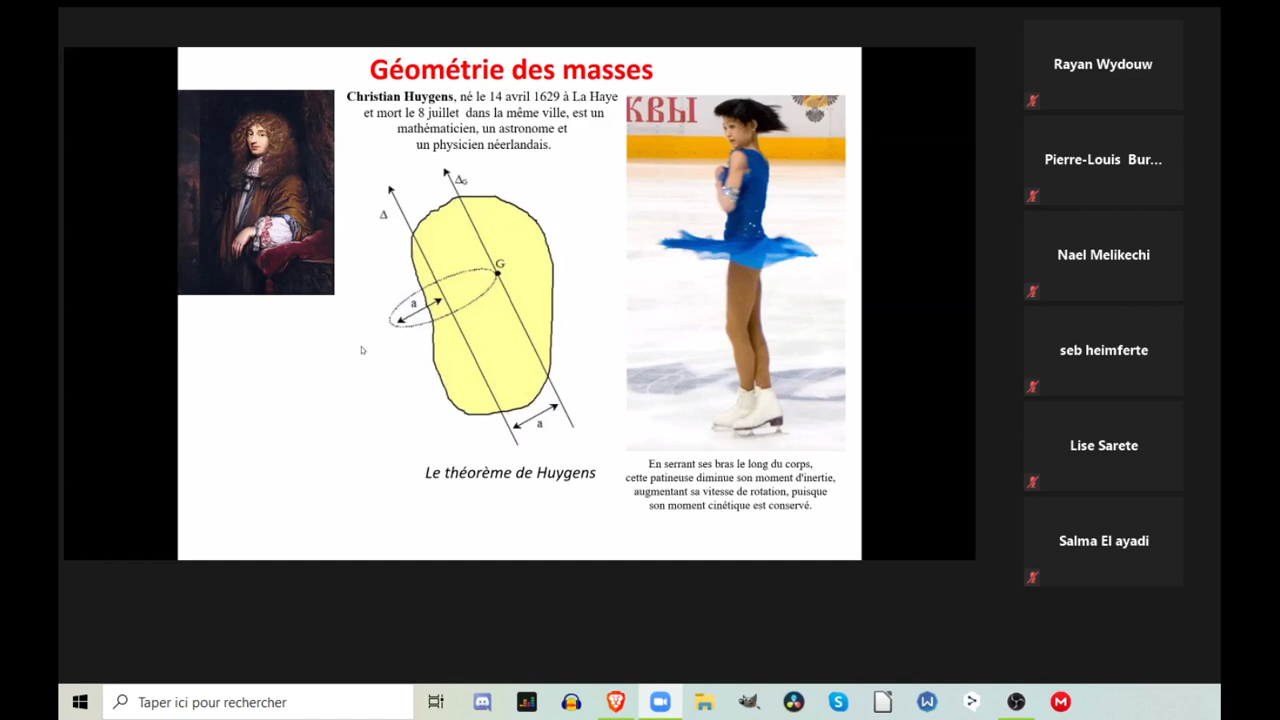 Géométrie des masses
Christian Huygens, né le 14 avril 1629 à La Haye
et mort le 8 juillet dans la même ville, est un
mathématicien, un astronome et
un physicien néerlandais.
КВЫ
Δ
ΔG
G
a
a
Le théorème de Huygens
En serrant ses bras le long du corps,
cette patineuse diminue son moment d'inertie,
augmentant sa vitesse de rotation, puisque
son moment cinétique est conservé.
Rayan Wydouw
Pierre-Louis Bur...
Nael Melikechi
seb heimferte
Lise Sarete
Salma El ayadi
Taper ici pour rechercher